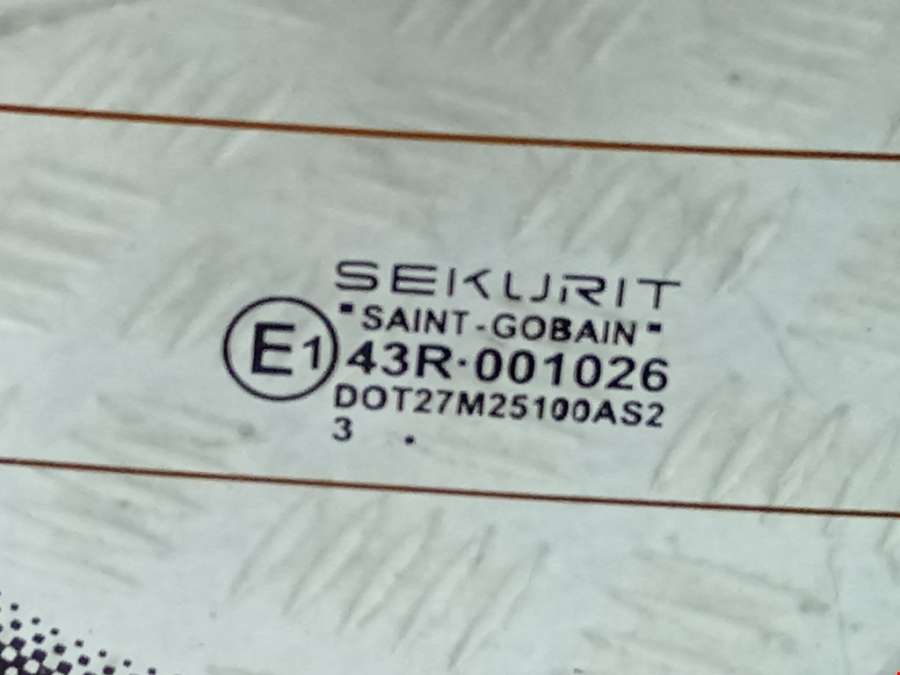 SEKURIT
"SAINT-GOBAIN"
E1 43R·001026
DOT27M25100AS2
3 .